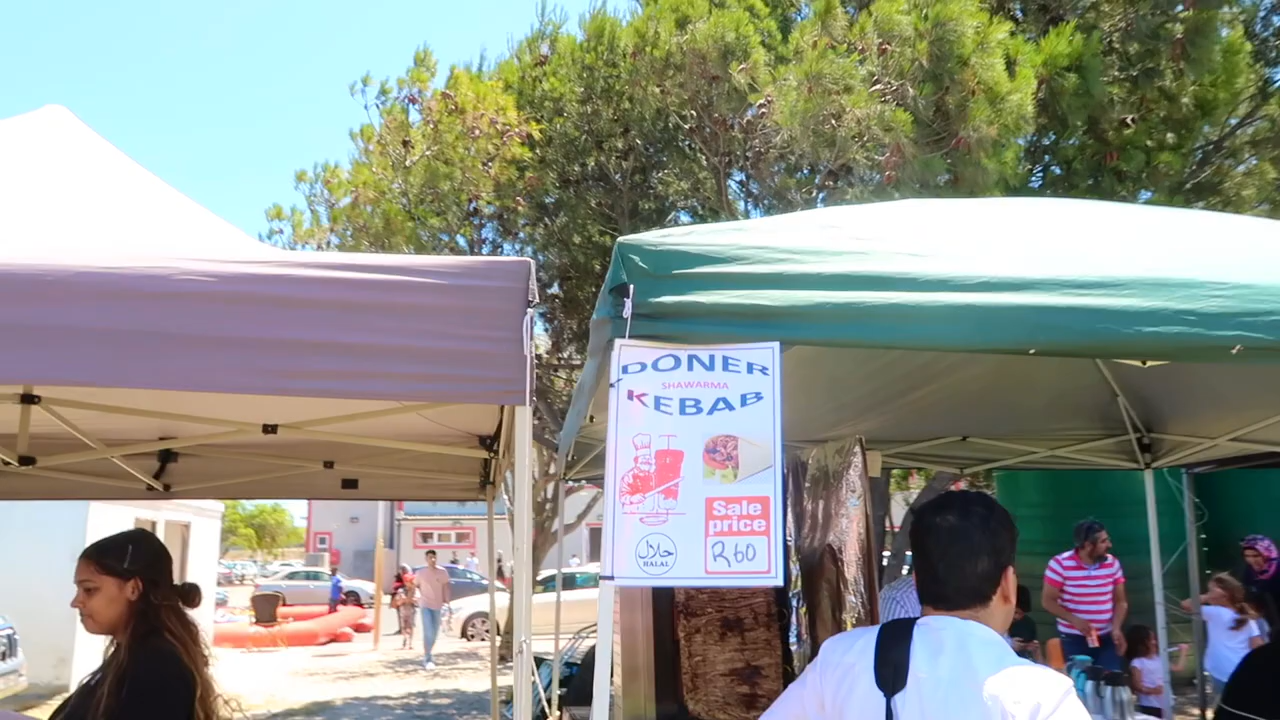 DONER
SHAWARMA
KEBAB
Sale
price
R60
حلال
HALAL